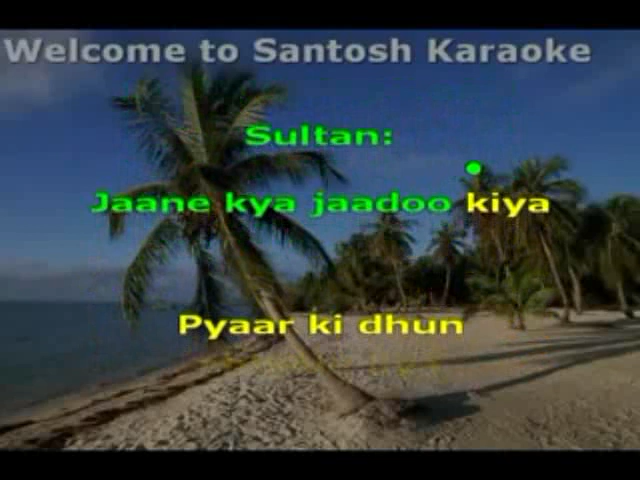 Welcome to Santosh Karaoke
Sultan:
Jaane kya jaadoo kiya
Pyaar ki dhun